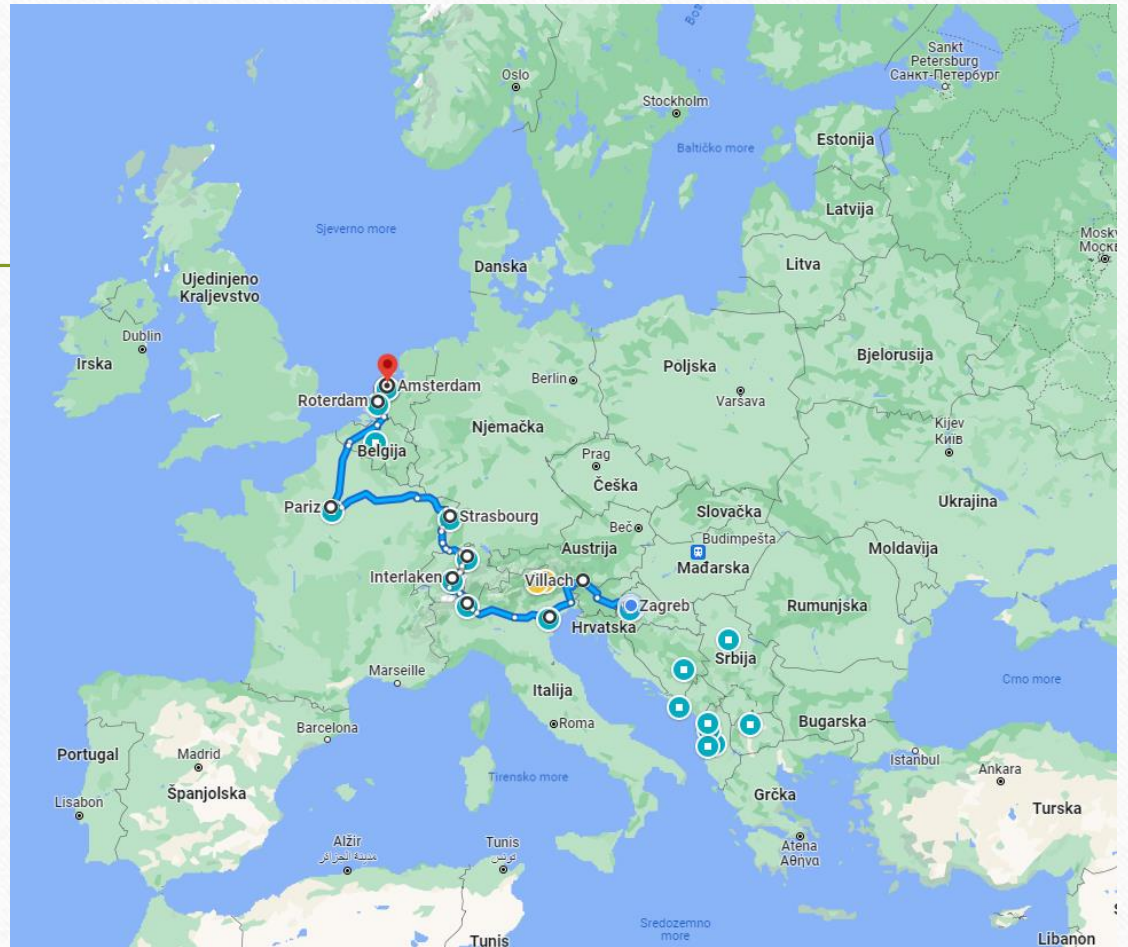 Sankt
Petersburg
Санкт-Петербург
Oslo
Stockholm
Estonija
Baltičko more
Latvija
Sjeverno more
Mosk
Моск
Danska
Litva
Ujedinjeno
Kraljevstvo
Dublin
Irska
Bjelorusija
Poljska
Berlin
Amsterdam
Roterdam
Varšava
Njemačka
Kijev
Київ
Belgija
Prag
Češka
Ukrajina
Pariz
Strasbourg
Slovačka
Beč
Budimpešta
Austrija
Moldavija
Mađarska
Interlaken
Villach
Zagreb
Rumunjska
Hrvatska
Srbija
Marseille
Crno more
Italija
Barcelona
Roma
Bugarska
Portugal
Madrid
Istanbul
Ankara
Tirensko more
Španjolska
Grčka
Lisabon
Turska
Alžir
مدينة الجزائر
Tunis
تونس
Atena
Αθήνα
Sredozemno
more
Tunis
Libanon